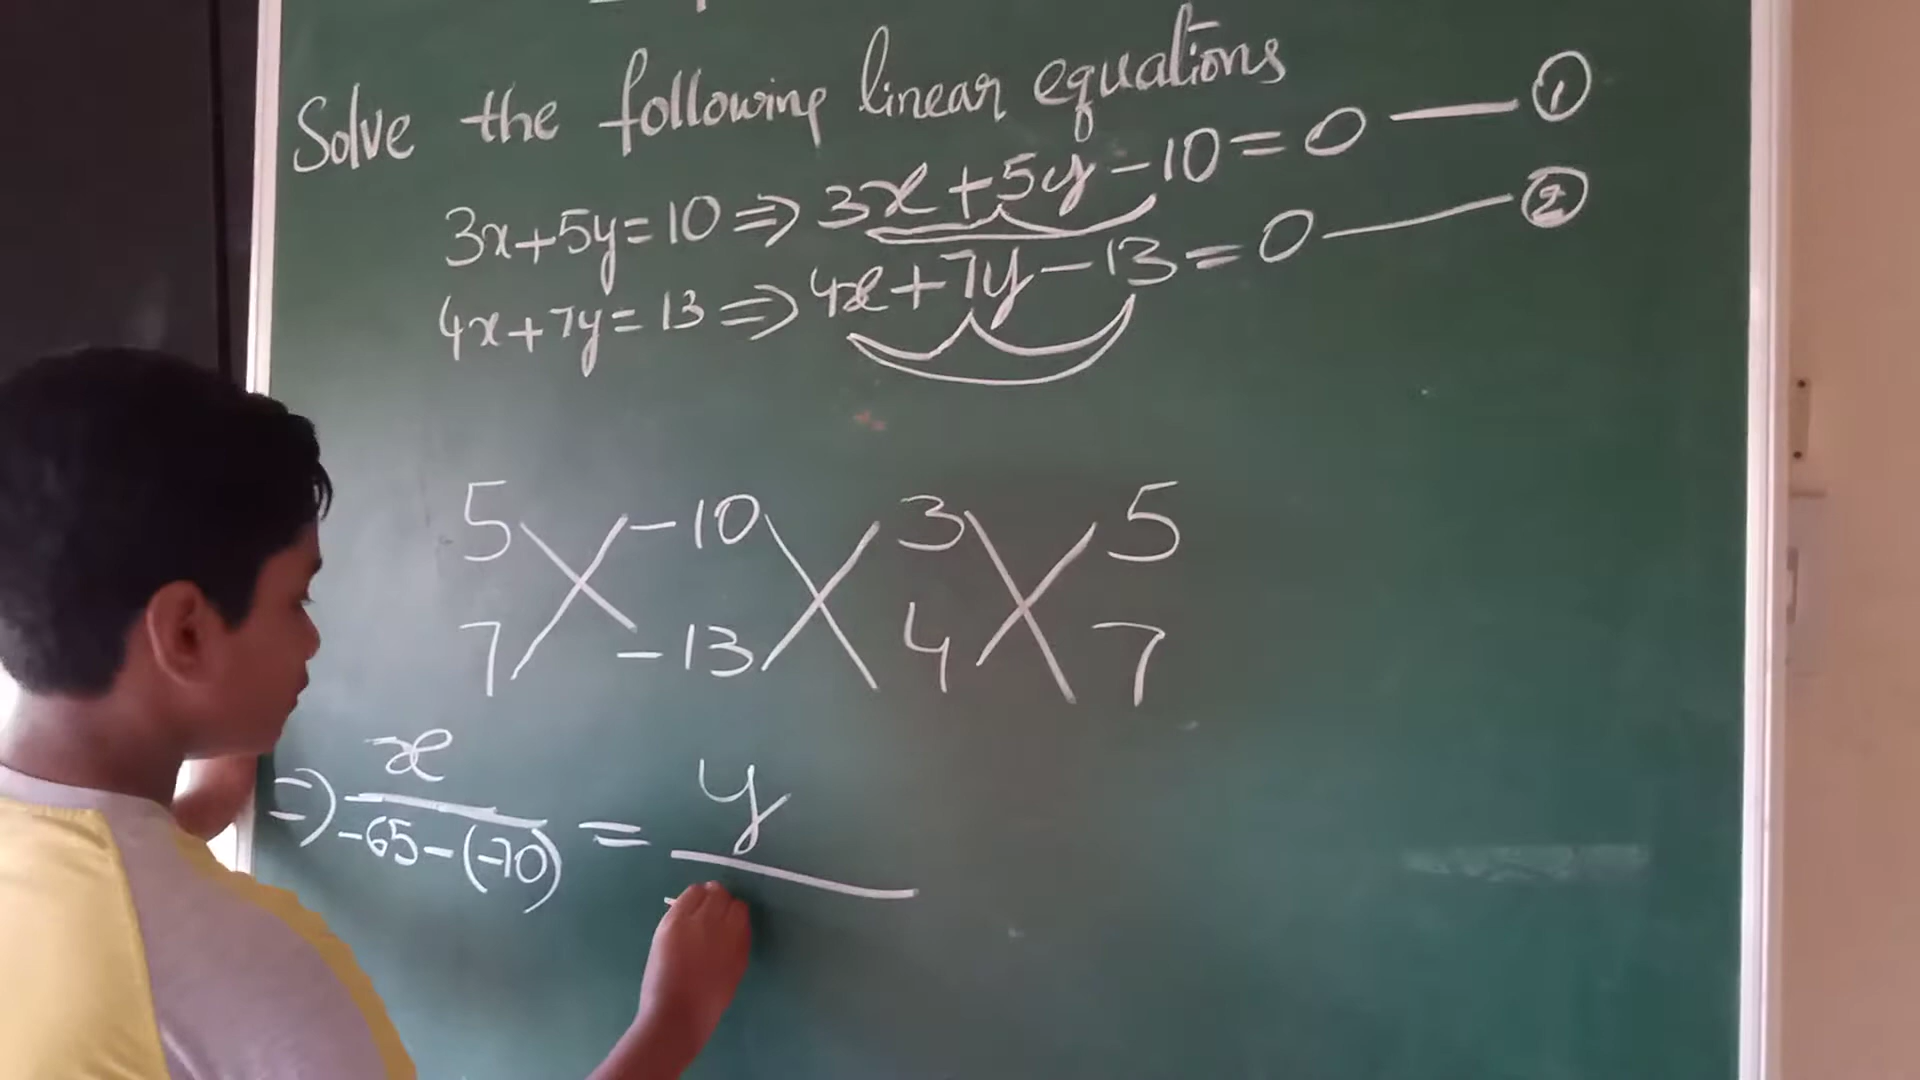 Solve the following linear equations
3x+5y=10 ⇒ 3x+5y-10=0 — ①
4x+7y=13 ⇒ 4x+7y-13=0 — ②
5 -10 3 5
7 -13 4 7
⇒ x/(-65-(-70)) = y/